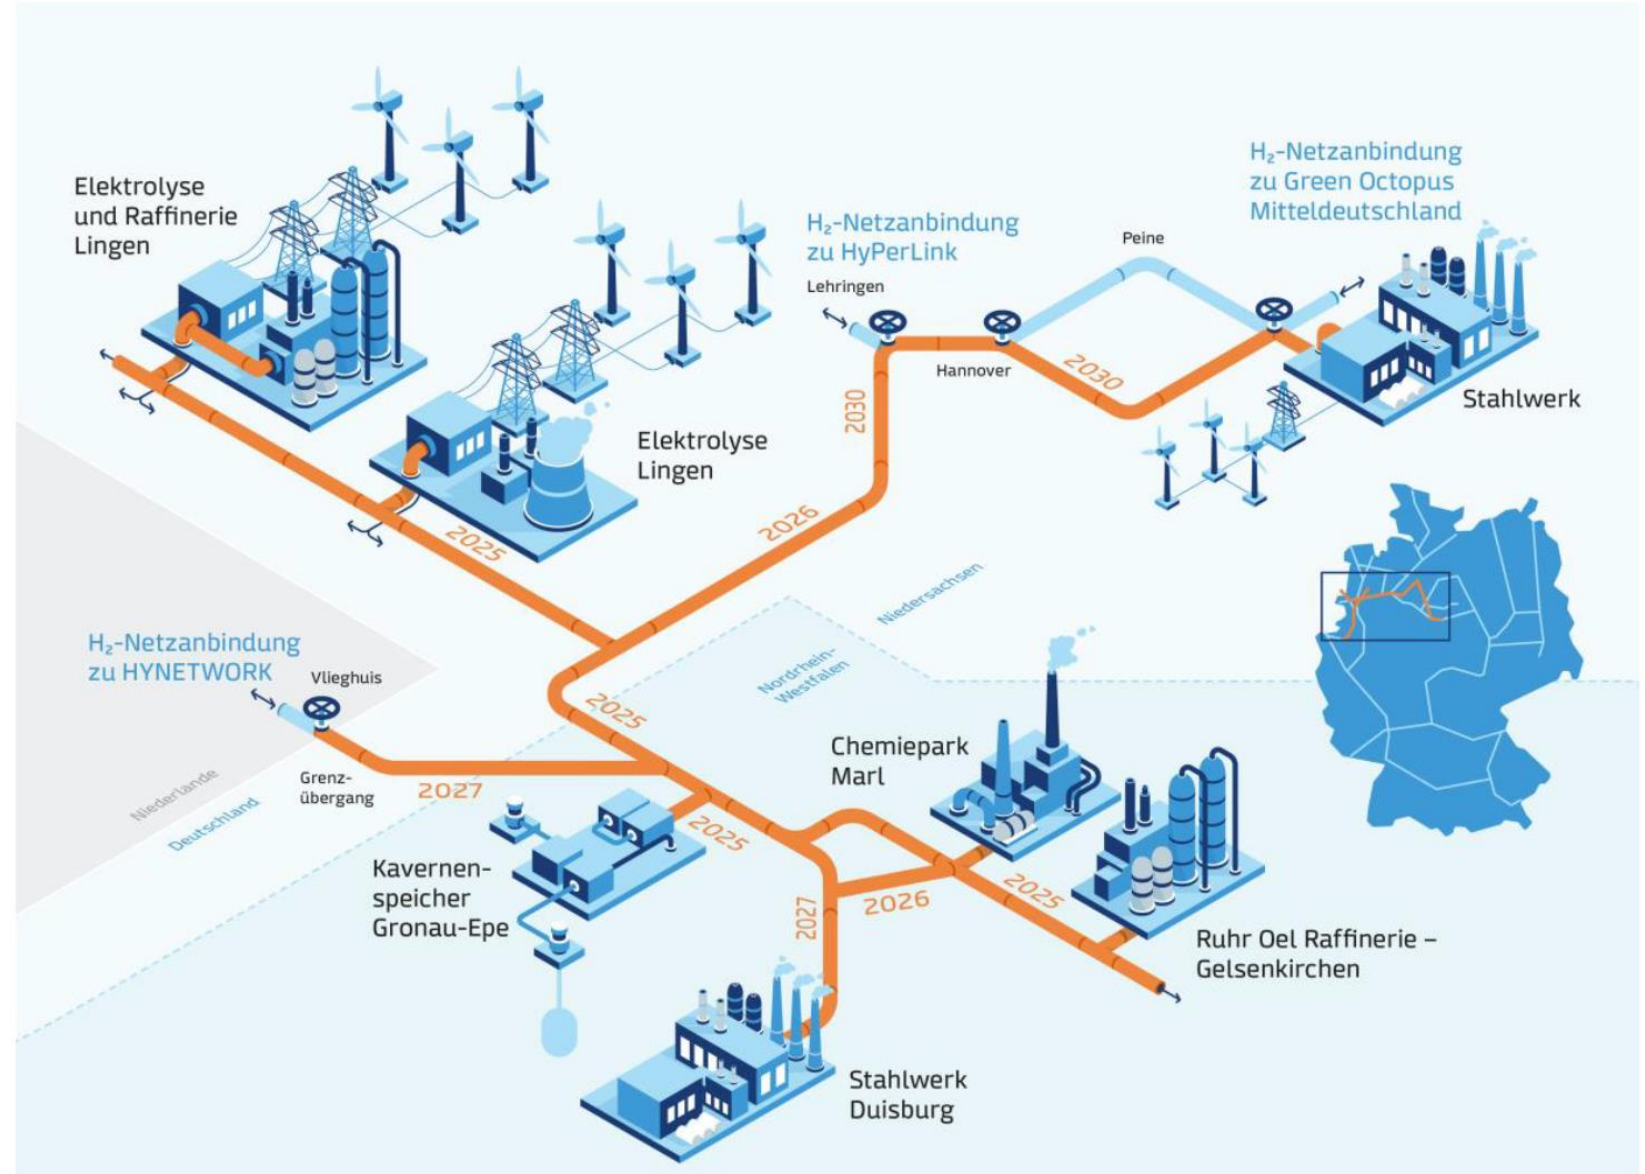 Elektrolyse
und Raffinerie
Lingen
H₂-Netzanbindung
zu HyPerLink
Lehringen
Peine
H₂-Netzanbindung
zu Green Octopus
Mitteldeutschland
Hannover
2030
2030
Stahlwerk
Elektrolyse
Lingen
2025
2026
Niedersachsen
Nordrhein-
Westfalen
H₂-Netzanbindung
zu HYNETWORK
Vlieghuis
Grenz-
übergang
Niederlande
Deutschland
2025
2027
2025
Chemiepark
Marl
Kavernen-
speicher
Gronau-Epe
2027
2026
2025
Ruhr Oel Raffinerie –
Gelsenkirchen
Stahlwerk
Duisburg